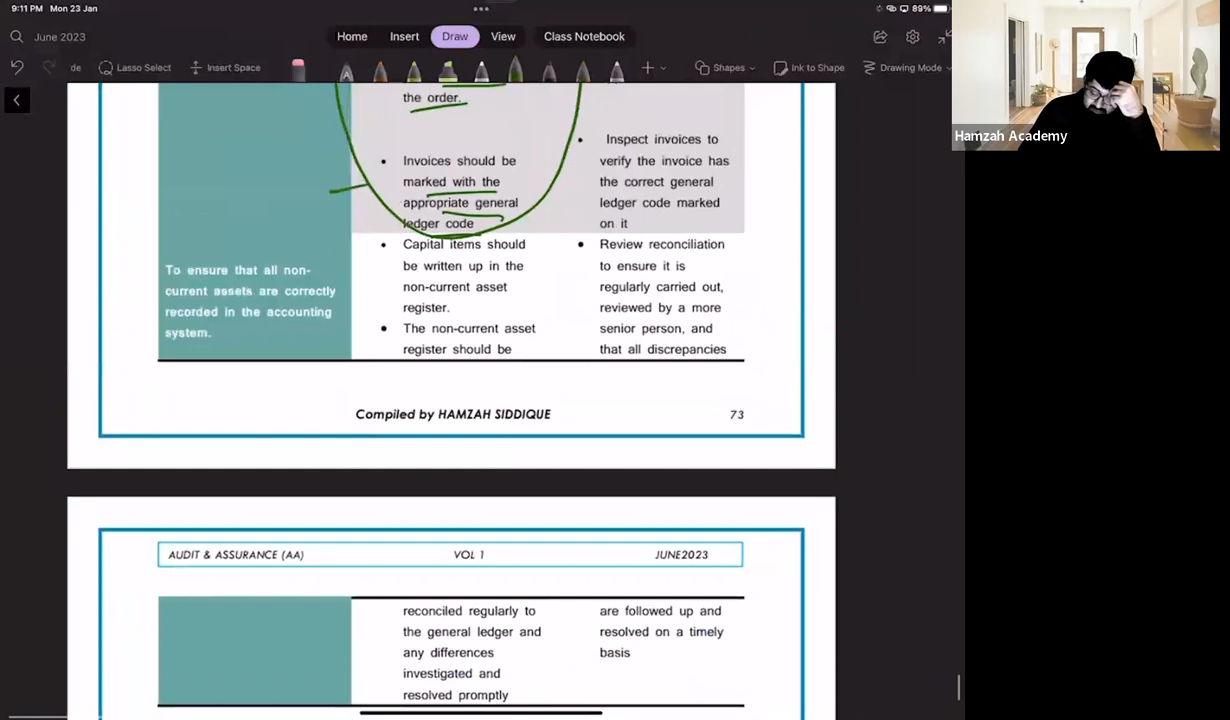 9:11 PM Mon 23 Jan
89%
June 2023
Home Insert Draw View Class Notebook
de Lasso Select Insert Space Shapes Ink to Shape Drawing Mode
Hamzah Academy
the order.
• Invoices should be
marked with the
appropriate general
ledger code
• Inspect invoices to
verify the invoice has
the correct general
ledger code marked
on it
To ensure that all non-
current assets are correctly
recorded in the accounting
system.
• Capital items should
be written up in the
non-current asset
register.
• The non-current asset
register should be
• Review reconciliation
to ensure it is
regularly carried out,
reviewed by a more
senior person, and
that all discrepancies
Compiled by HAMZAH SIDDIQUE 73
AUDIT & ASSURANCE (AA) VOL 1 JUNE2023
reconciled regularly to
the general ledger and
any differences
investigated and
resolved promptly
are followed up and
resolved on a timely
basis